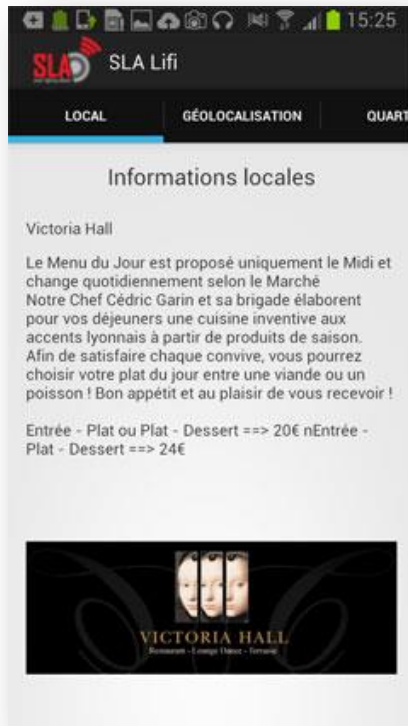 15:25
SLA
SLA Lifi
LOCAL
GÉOLOCALISATION
QUART
Informations locales
Victoria Hall
Le Menu du Jour est proposé uniquement le Midi et
change quotidiennement selon le Marché
Notre Chef Cédric Garin et sa brigade élaborent
pour vos déjeuners une cuisine inventive aux
accents lyonnais à partir de produits de saison.
Afin de satisfaire chaque convive, vous pourrez
choisir votre plat du jour entre une viande ou un
poisson ! Bon appétit et au plaisir de vous recevoir !
Entrée - Plat ou Plat - Dessert ==> 20€ nEntrée -
Plat - Dessert ==> 24€
VICTORIA HALL
Restaurant - Lounge Dance - Terrasse